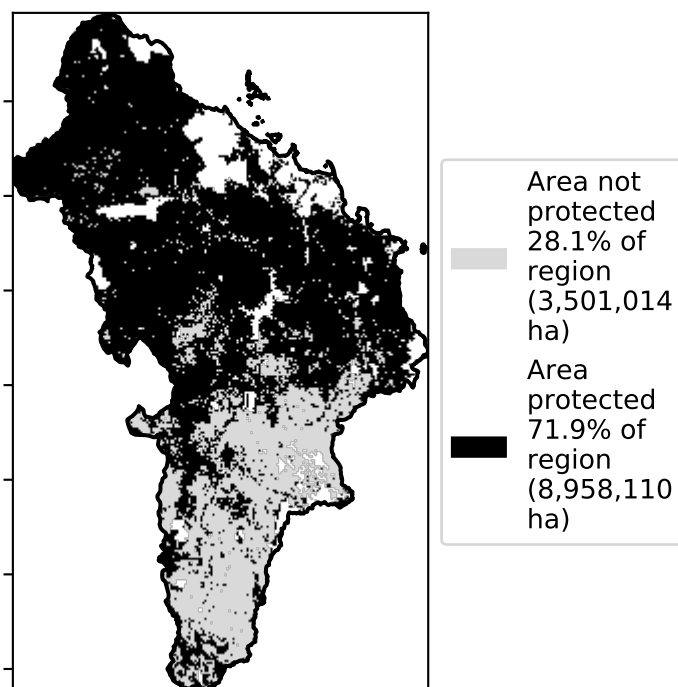 Area not
protected
28.1% of
region
(3,501,014
ha)
Area
protected
71.9% of
region
(8,958,110
ha)